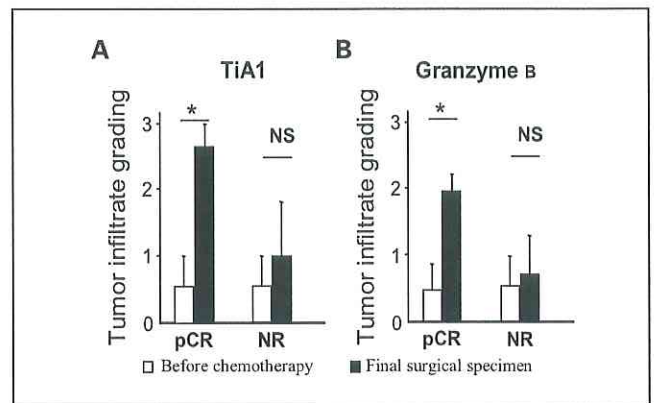 A
B
TiA1
Granzyme B
Tumor infiltrate grading
3
2
1
0
*
NS
pCR
NR
Tumor infiltrate grading
3
2
1
0
*
NS
pCR
NR
Before chemotherapy
Final surgical specimen